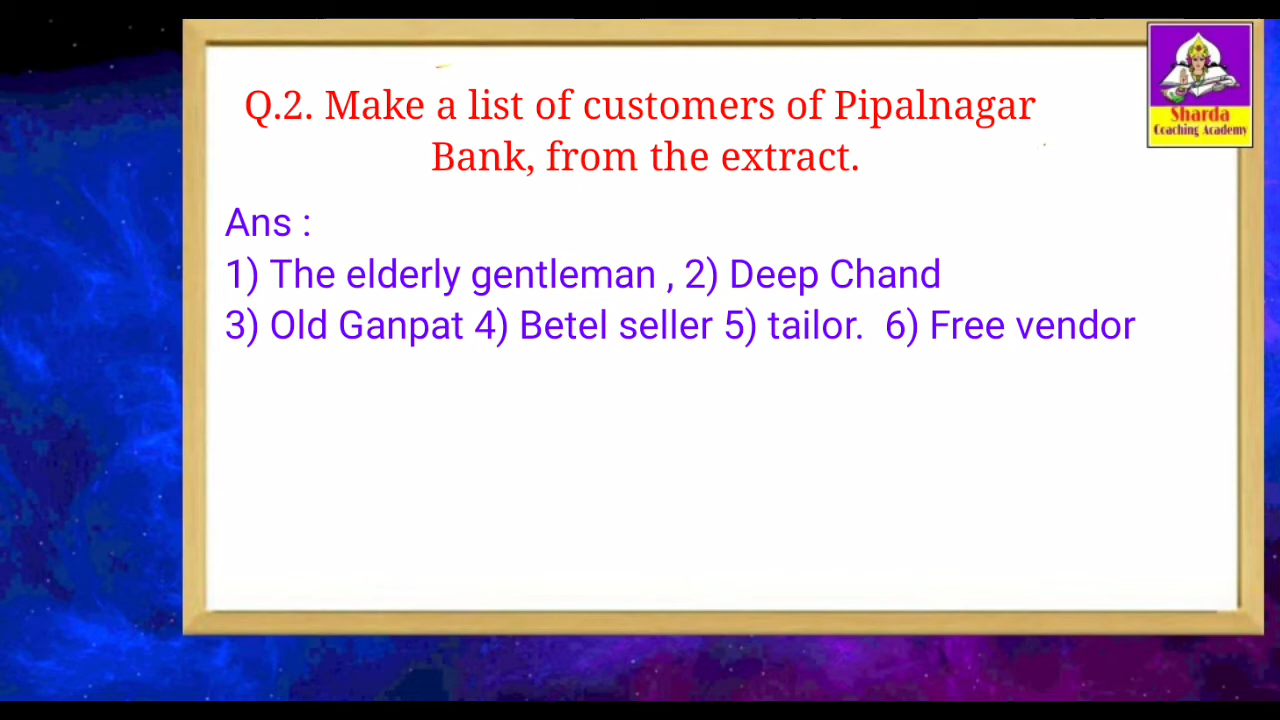 Q.2. Make a list of customers of Pipalnagar
Bank, from the extract.
Sharda
Coaching Academy
Ans :
1) The elderly gentleman , 2) Deep Chand
3) Old Ganpat 4) Betel seller 5) tailor.  6) Free vendor